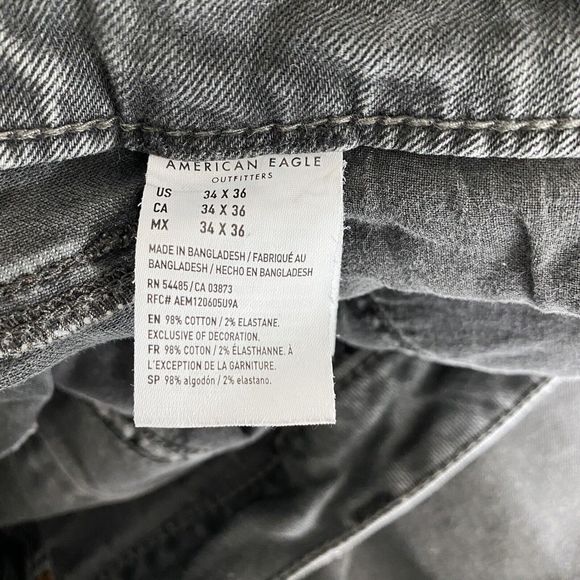 AMERICAN EAGLE
OUTFITTERS
US 34 X 36
CA 34 X 36
MX 34 X 36
MADE IN BANGLADESH / FABRIQUÉ AU
BANGLADESH / HECHO EN BANGLADESH
RN 54485/CA 03873
RFC# AEM120605U9A
EN 98% COTTON / 2% ELASTANE.
EXCLUSIVE OF DECORATION.
FR 98% COTON / 2% ÉLASTHANNE. À
L'EXCEPTION DE LA GARNITURE.
SP 98% algodón / 2% elastano.